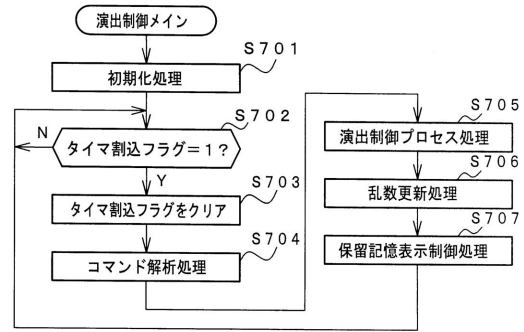 演出制御メイン
S701
初期化処理
S702
N
タイマ割込フラグ=1?
Y
S703
タイマ割込フラグをクリア
S704
コマンド解析処理
S705
演出制御プロセス処理
S706
乱数更新処理
S707
保留記憶表示制御処理